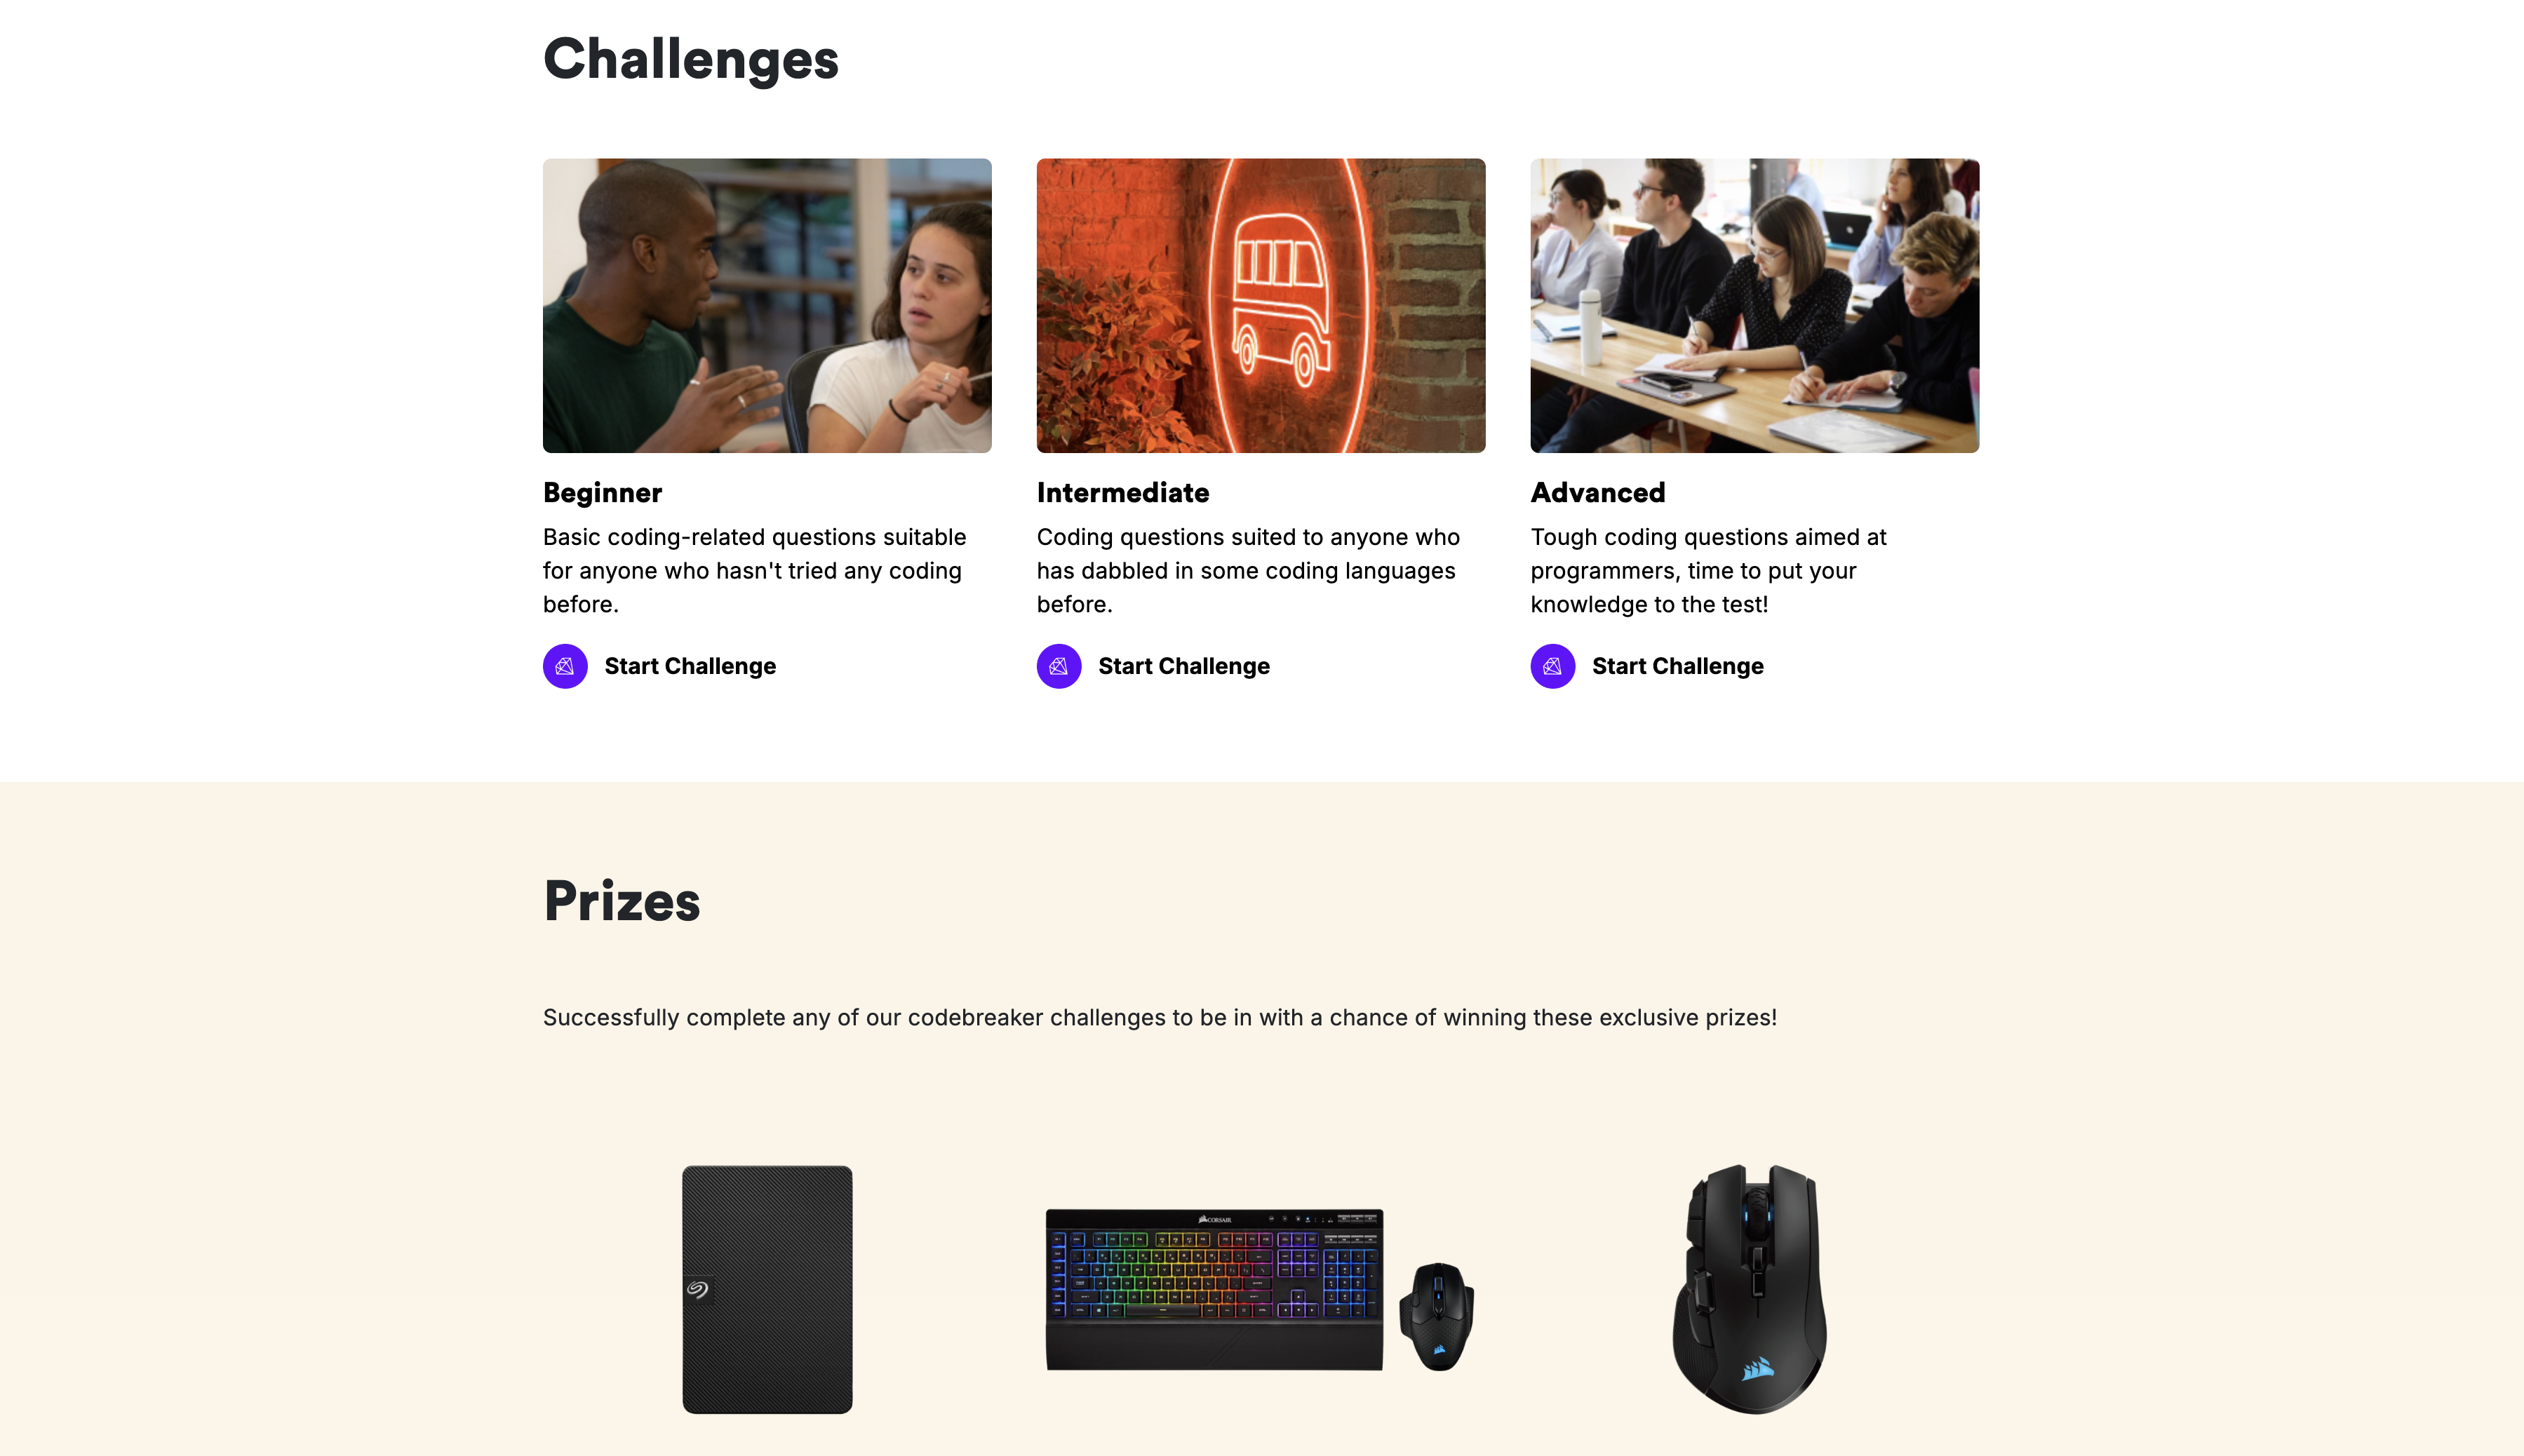 Challenges
Beginner
Basic coding-related questions suitable
for anyone who hasn't tried any coding
before.
Start Challenge
Intermediate
Coding questions suited to anyone who
has dabbled in some coding languages
before.
Start Challenge
Advanced
Tough coding questions aimed at
programmers, time to put your
knowledge to the test!
Start Challenge
Prizes
Successfully complete any of our codebreaker challenges to be in with a chance of winning these exclusive prizes!
CORSAIR